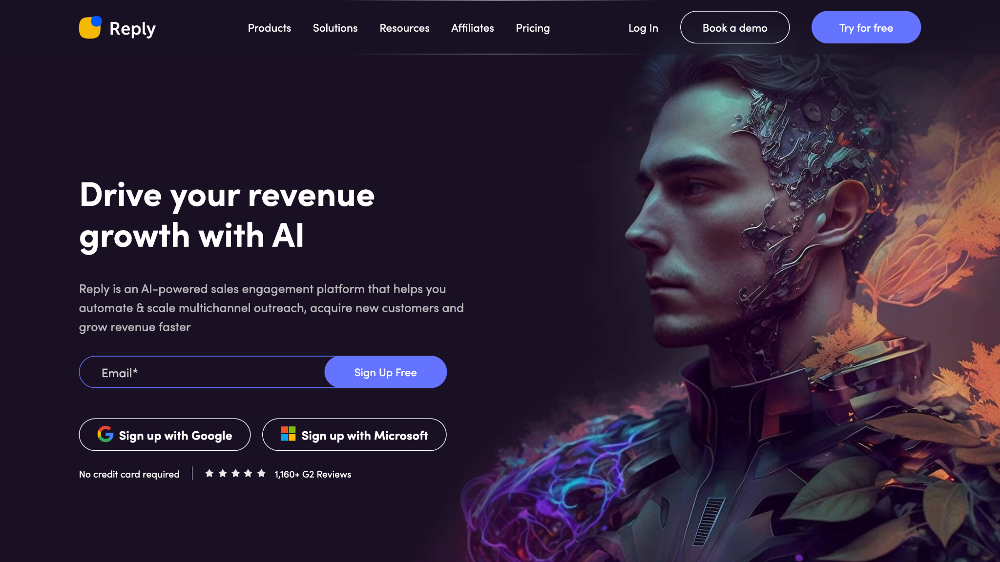 Reply
Products
Solutions
Resources
Affiliates
Pricing
Log In
Book a demo
Try for free
Drive your revenue
growth with AI
Reply is an AI-powered sales engagement platform that helps you
automate & scale multichannel outreach, acquire new customers and
grow revenue faster
Email*
Sign Up Free
Sign up with Google
Sign up with Microsoft
No credit card required
1,160+ G2 Reviews